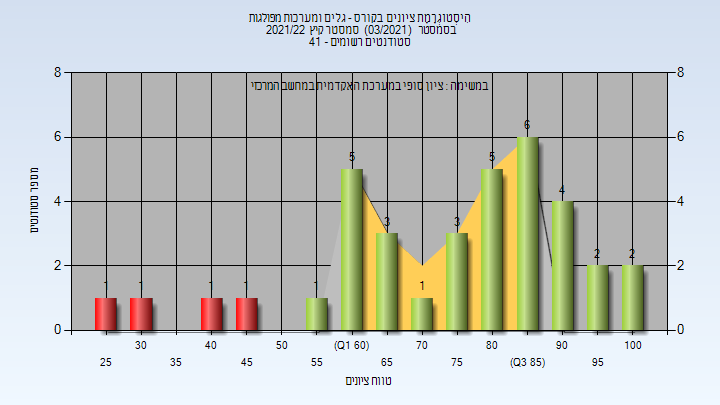 היסטוגרמת ציונים בקורס - גלים ומערכות מפולגות
בסמסטר (03/2021) סמסטר קיץ 2021/22
סטודנטים רשומים - 41
במשימה : ציון סופי במערכת האקדמית במחשב המרכזי
8 8
6 6
4 4
2 2
0 0
מספר סטודנטים
1 1 1 1 1 5 3 1 3 5 6 4 2 2
30 40 50 (Q1 60) 70 80 90 100
25 35 45 55 65 75 (Q3 85) 95
טווח ציונים